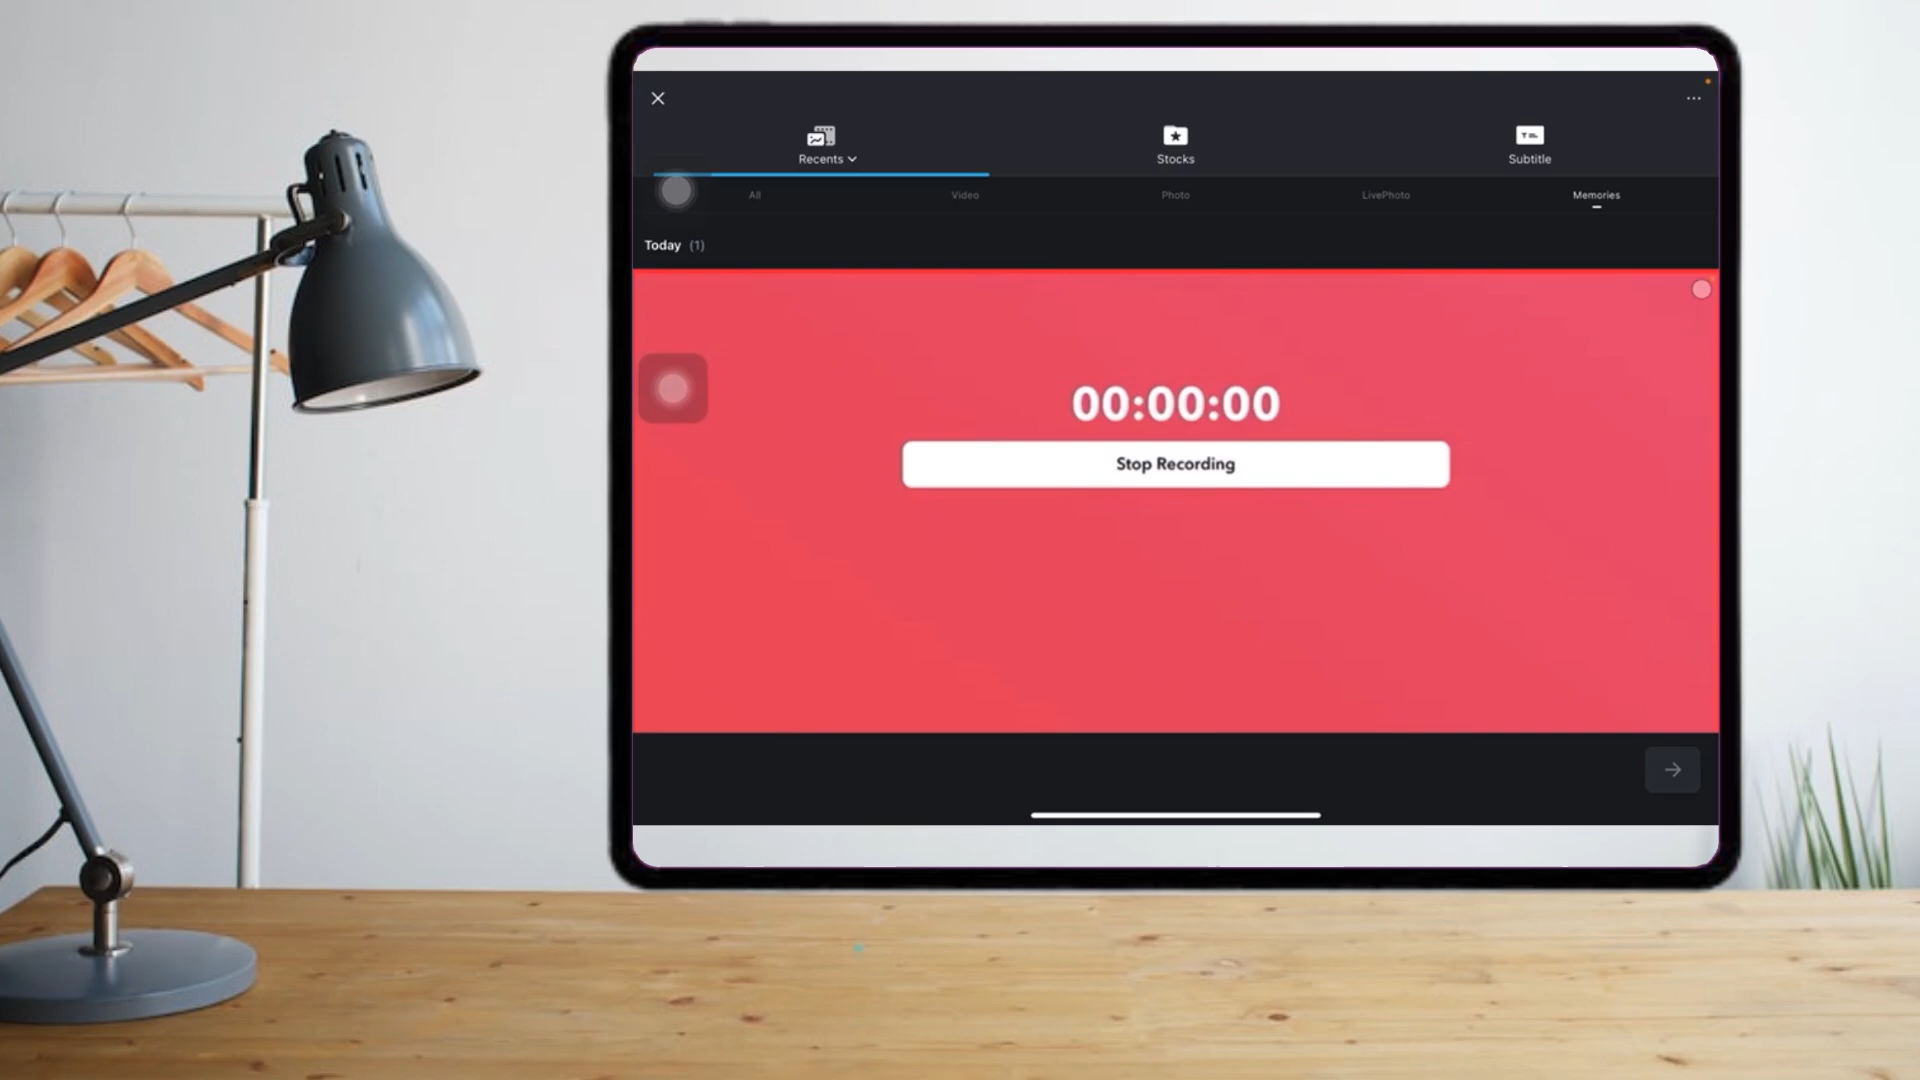 Recents
Stocks
Subtitle
All
Video
Photo
LivePhoto
Memories
Today (1)
00:00:00
Stop Recording